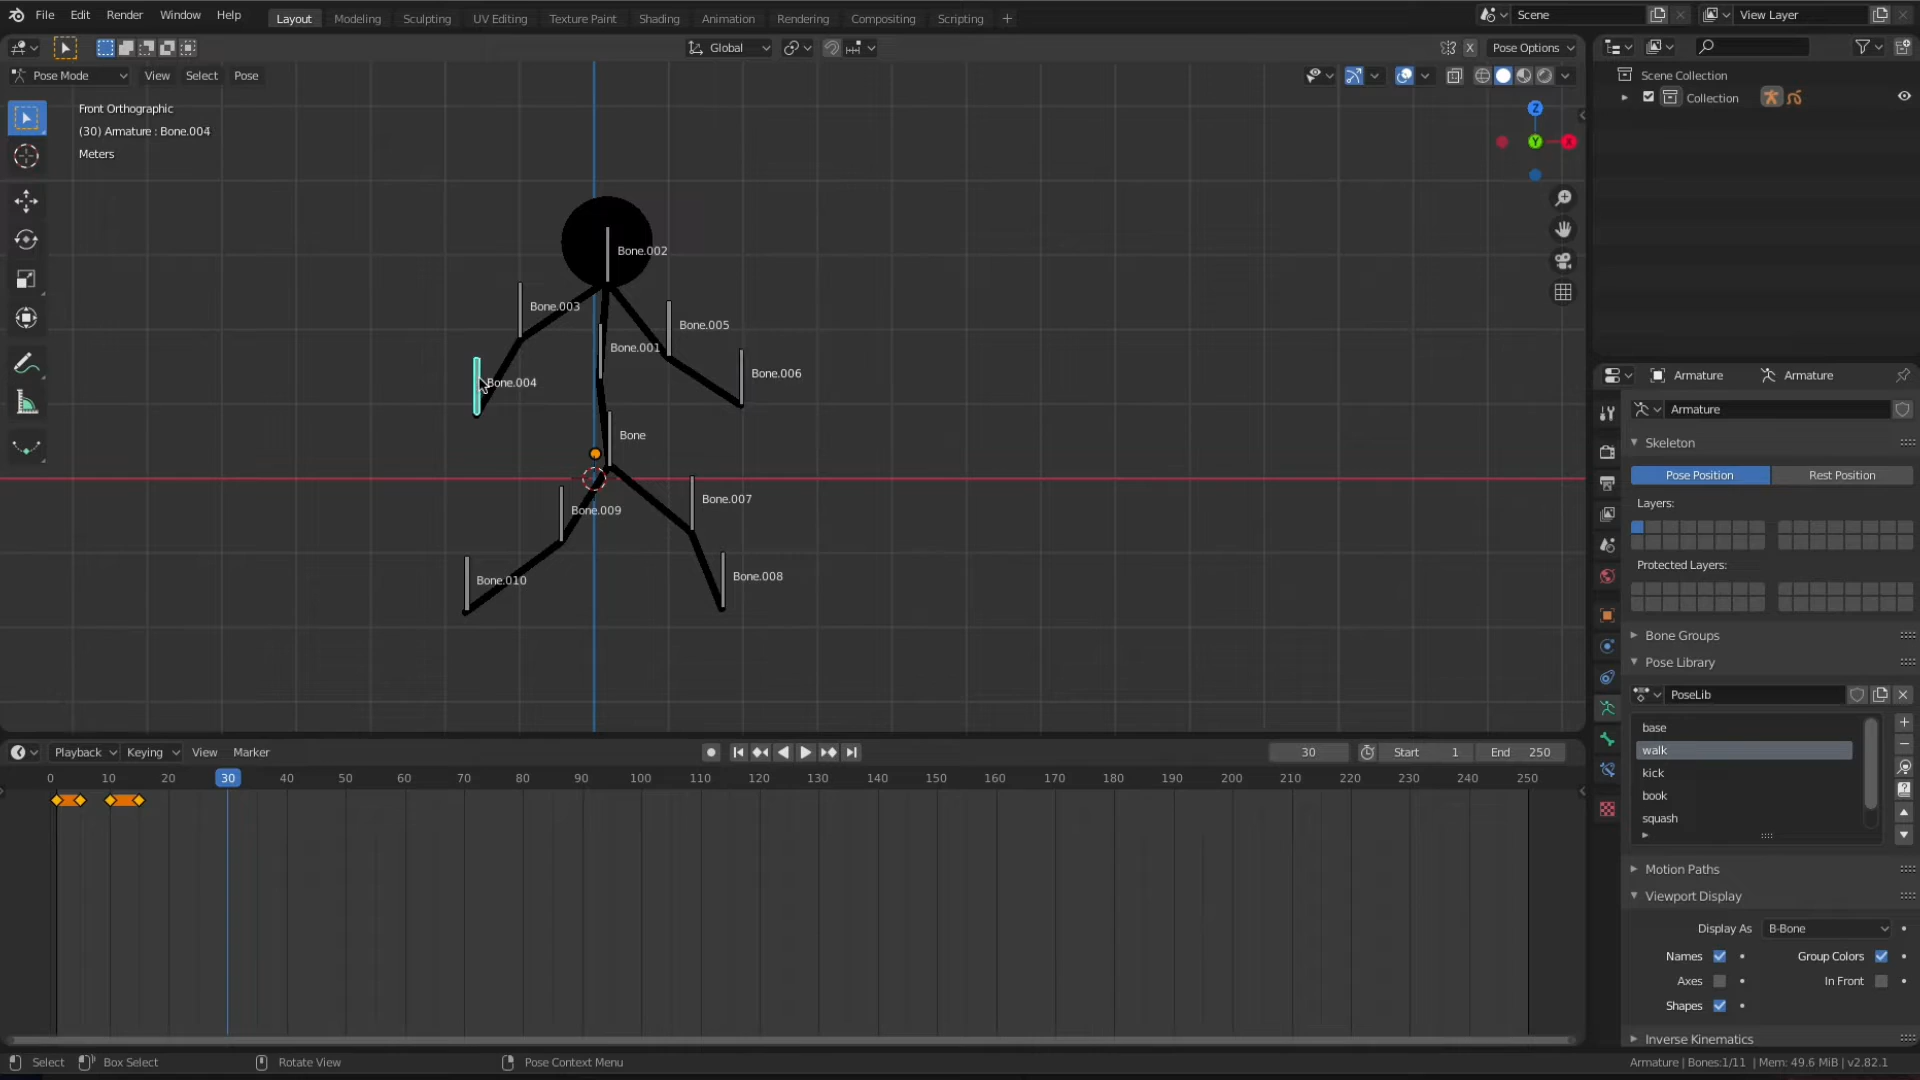 File Edit Render Window Help Layout Modeling Sculpting UV Editing Texture Paint Shading Animation Rendering Compositing Scripting + Scene View Layer
Global X Pose Options
Pose Mode View Select Pose
Scene Collection
Collection
Front Orthographic
(30) Armature : Bone.004
Meters
Z
Y
X
Bone.002
Bone.003
Bone.005
Bone.001
Bone.006
Bone.004
Bone
Bone.007
Bone.009
Bone.010
Bone.008
Armature Armature
Armature
Skeleton
Pose Position Rest Position
Layers:
Protected Layers:
Bone Groups
Pose Library
PoseLib
base
walk
kick
book
squash
Motion Paths
Viewport Display
Display As B-Bone
Names Group Colors
Axes In Front
Shapes
Inverse Kinematics
Playback Keying View Marker 30 Start 1 End 250
0 10 20 30 40 50 60 70 80 90 100 110 120 130 140 150 160 170 180 190 200 210 220 230 240 250
Select Box Select Rotate View Pose Context Menu Armature | Bones:1/11 | Mem: 49.6 MiB | v2.82.1